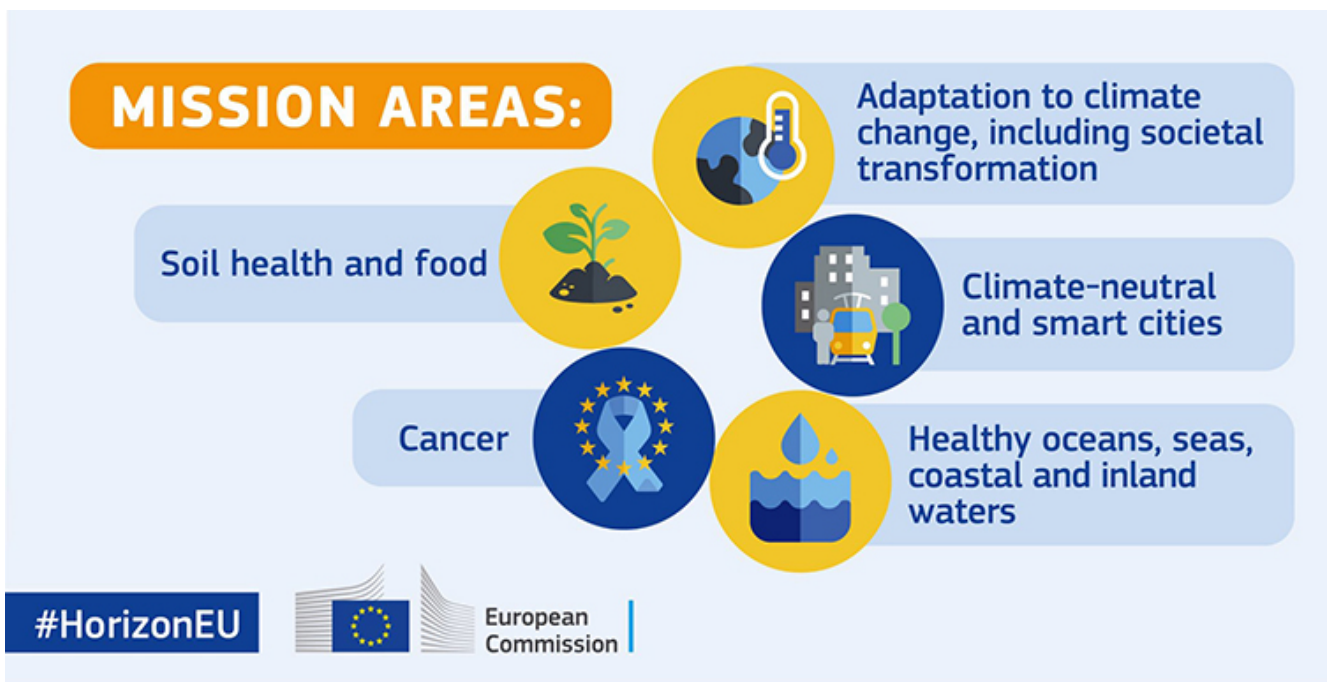 MISSION AREAS:
Adaptation to climate
change, including societal
transformation
Soil health and food
Climate-neutral
and smart cities
Cancer
Healthy oceans, seas,
coastal and inland
waters
#HorizonEU
European
Commission